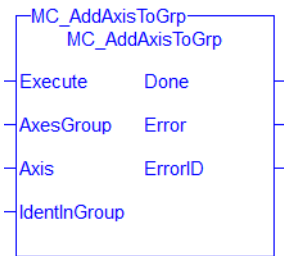 MC_AddAxisToGrp
MC_AddAxisToGrp
Execute Done
AxesGroup Error
Axis ErrorID
IdentInGroup